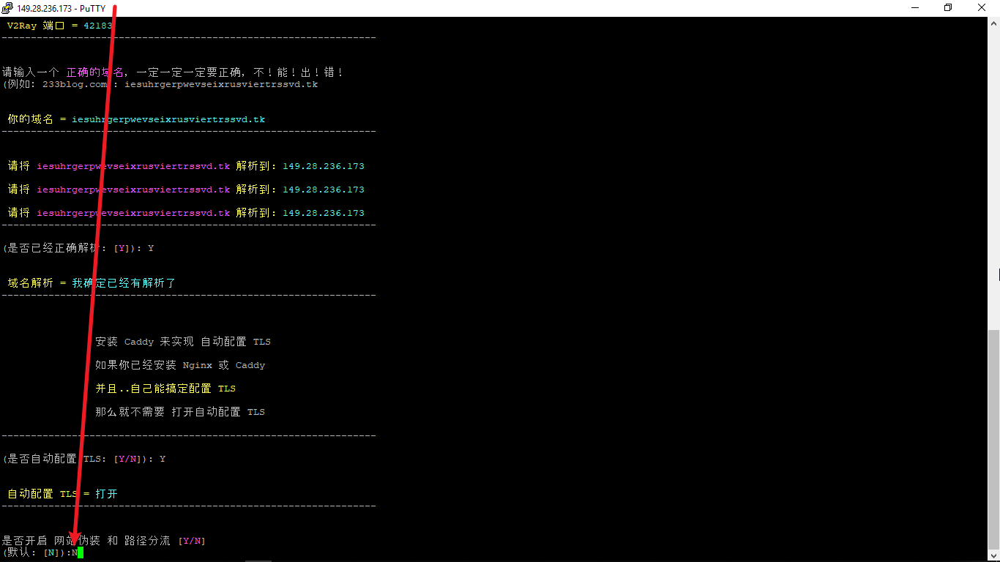 149.28.236.173 - PuTTY
V2Ray 端口 = 42183
----------------------------------------------------------------
请输入一个 正确的域名，一定一定一定要正确，不！能！出！错！
(例如: 233blog.com): iesuhrgerpwevseixrusviertrssvd.tk
你的域名 = iesuhrgerpwevseixrusviertrssvd.tk
----------------------------------------------------------------
请将 iesuhrgerpwevseixrusviertrssvd.tk 解析到: 149.28.236.173
请将 iesuhrgerpwevseixrusviertrssvd.tk 解析到: 149.28.236.173
请将 iesuhrgerpwevseixrusviertrssvd.tk 解析到: 149.28.236.173
----------------------------------------------------------------
(是否已经正确解析: [Y]): Y
域名解析 = 我确定已经有解析了
----------------------------------------------------------------
安装 Caddy 来实现 自动配置 TLS
如果你已经安装 Nginx 或 Caddy
并且..自己能搞定配置 TLS
那么就不需要 打开自动配置 TLS
----------------------------------------------------------------
(是否自动配置 TLS: [Y/N]): Y
自动配置 TLS = 打开
----------------------------------------------------------------
是否开启 网站伪装 和 路径分流 [Y/N]
(默认: [N]):N